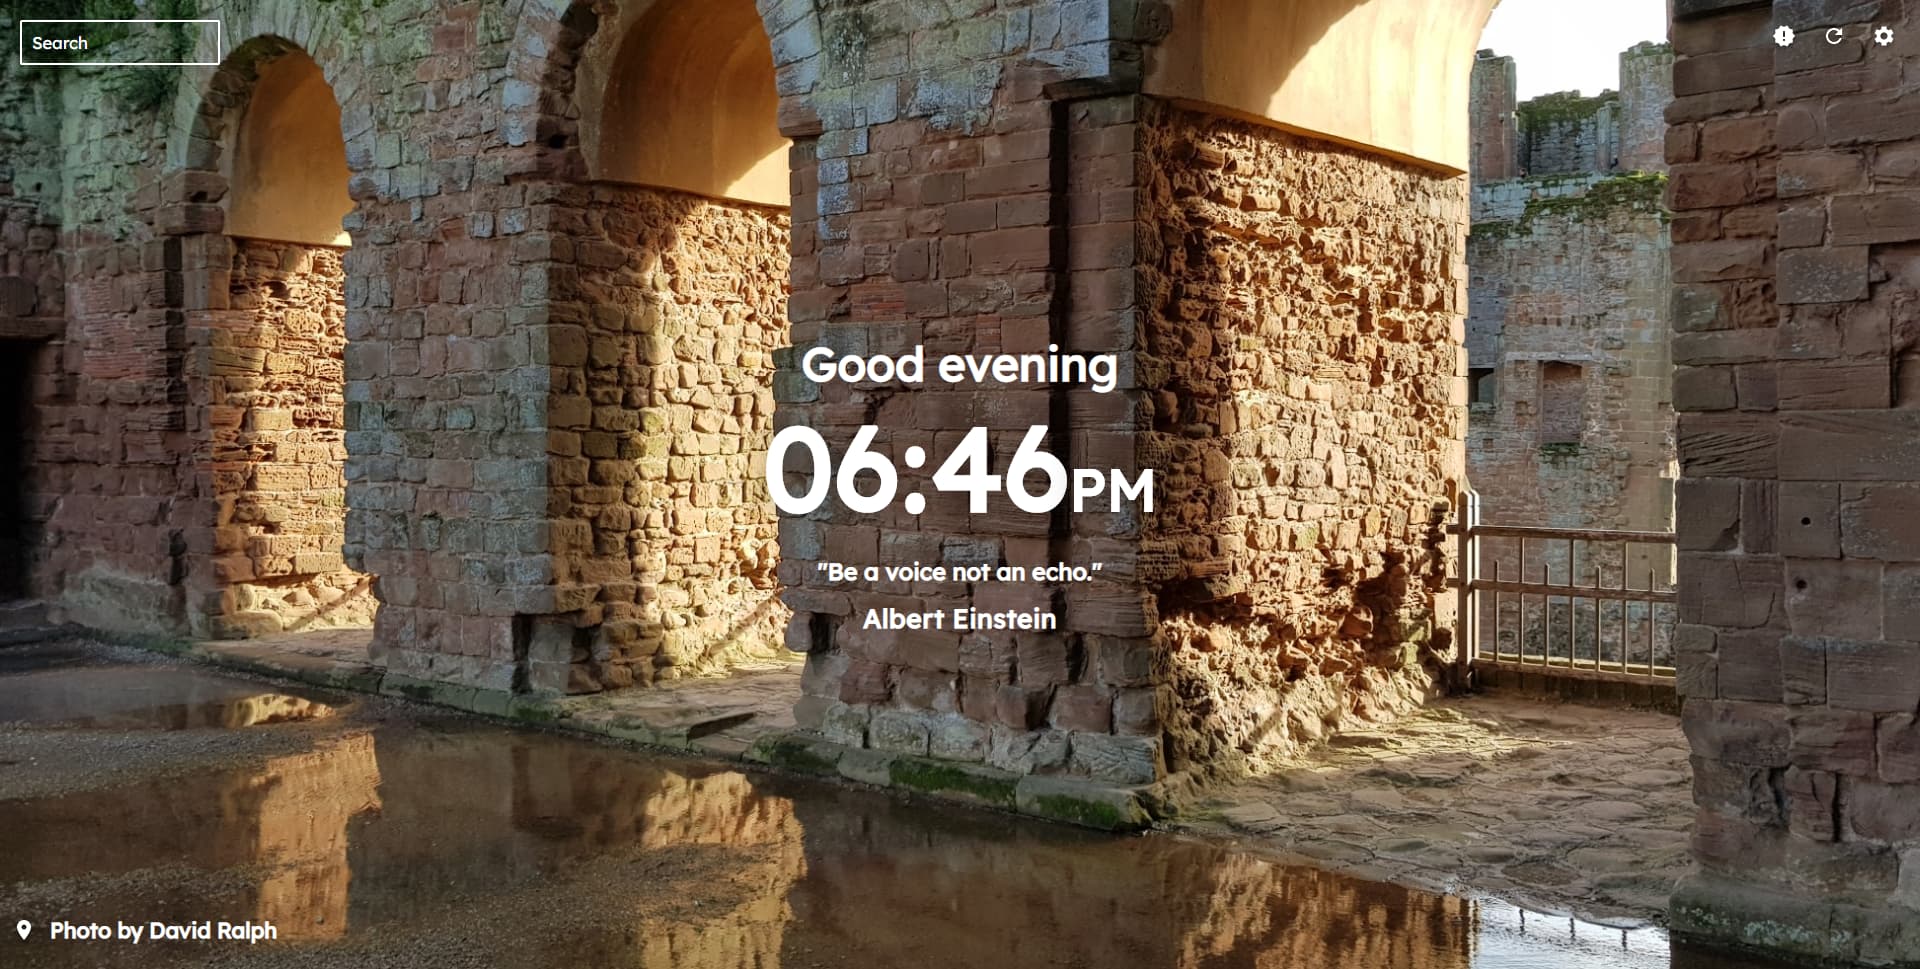 Search
Good evening
06:46PM
"Be a voice not an echo."
Albert Einstein
Photo by David Ralph